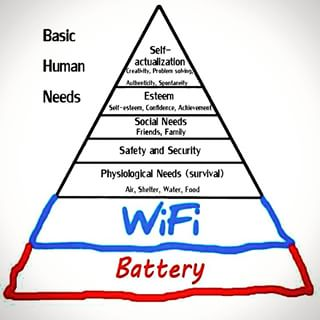 Basic
Human
Needs
Self-
actualization
Creativity, Problem solving,
Authenticity, Spontaneity
Esteem
Self-esteem, Confidence, Achievement
Social Needs
Friends, Family
Safety and Security
Physiological Needs (survival)
Air, Shelter, Water, Food
WiFi
Battery